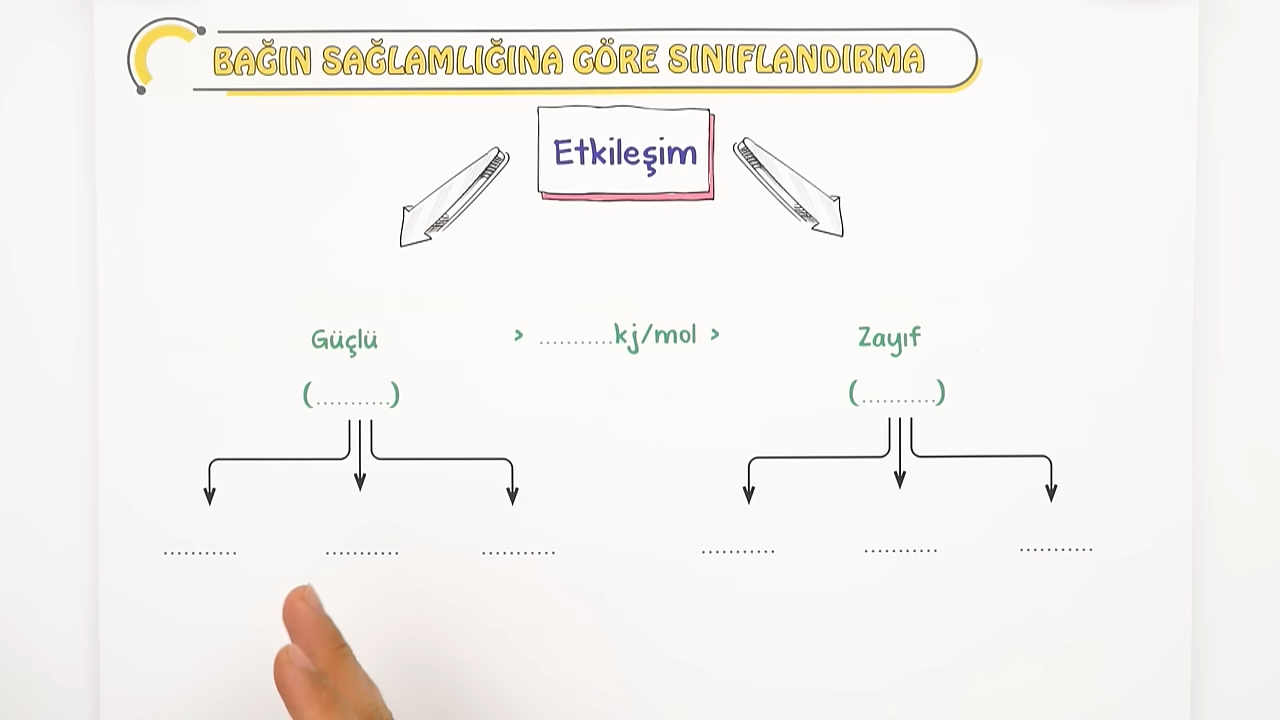 BAĞIN SAĞLAMLIĞINA GÖRE SINIFLANDIRMA
Etkileşim
Güçlü > ...........kj/mol > Zayıf
(...........) (...........)
........... ........... ........... ........... ........... ...........